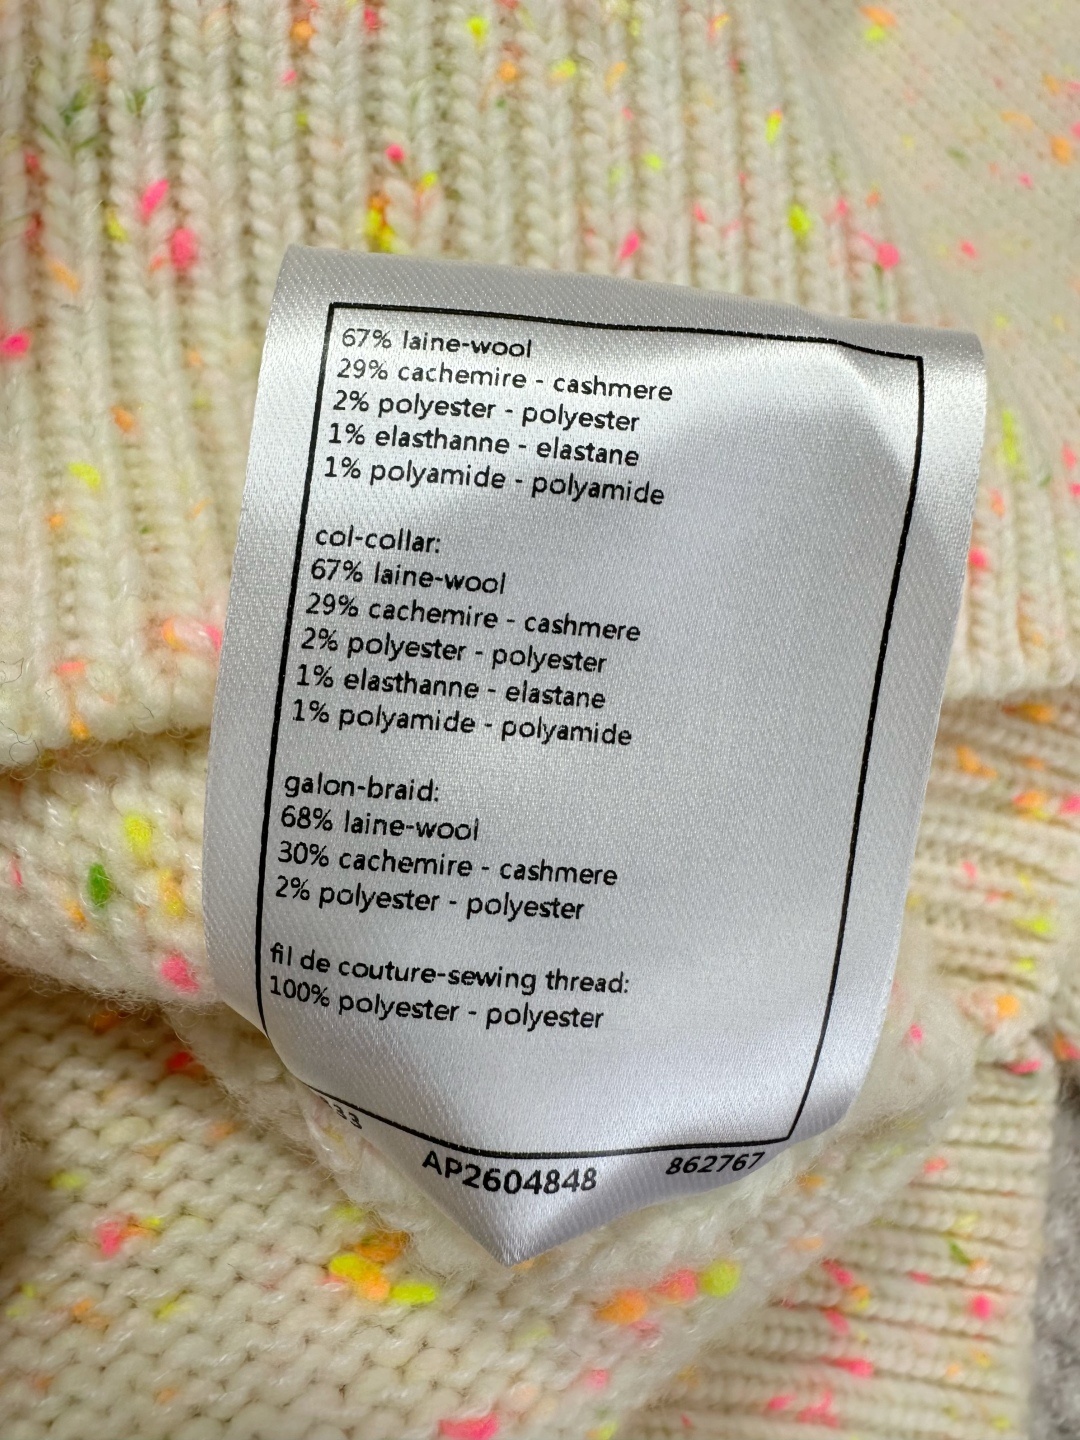 67% laine-wool
29% cachemire - cashmere
2% polyester - polyester
1% elasthanne - elastane
1% polyamide - polyamide
col-collar:
67% laine-wool
29% cachemire - cashmere
2% polyester - polyester
1% elasthanne - elastane
1% polyamide - polyamide
galon-braid:
68% laine-wool
30% cachemire - cashmere
2% polyester - polyester
fil de couture-sewing thread:
100% polyester - polyester
AP2604848 862767